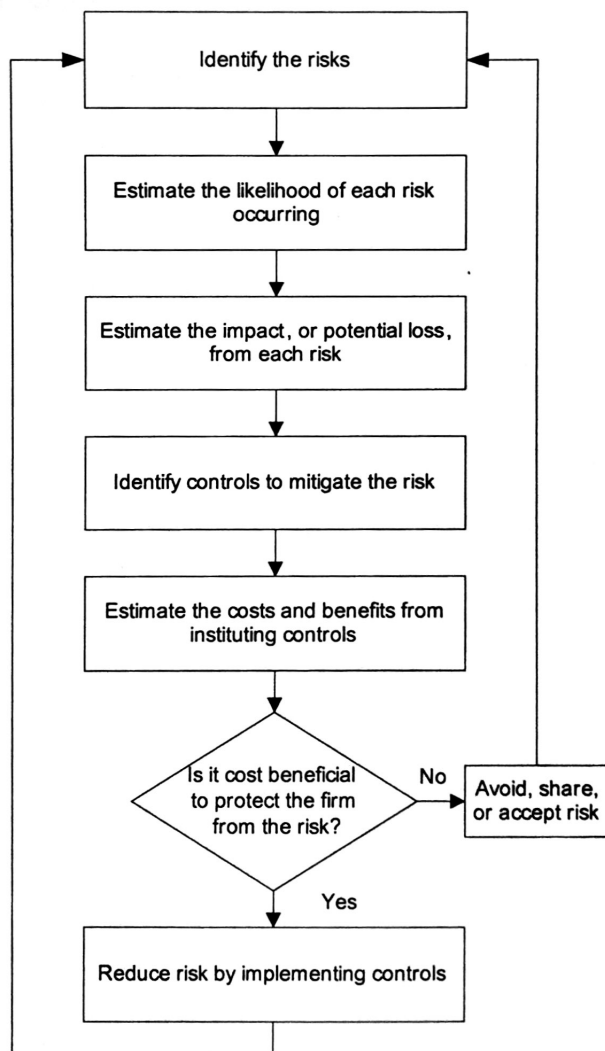 Identify the risks
Estimate the likelihood of each risk
occurring
Estimate the impact, or potential loss,
from each risk
Identify controls to mitigate the risk
Estimate the costs and benefits from
instituting controls
Is it cost beneficial
to protect the firm
from the risk?
No
Avoid, share,
or accept risk
Yes
Reduce risk by implementing controls